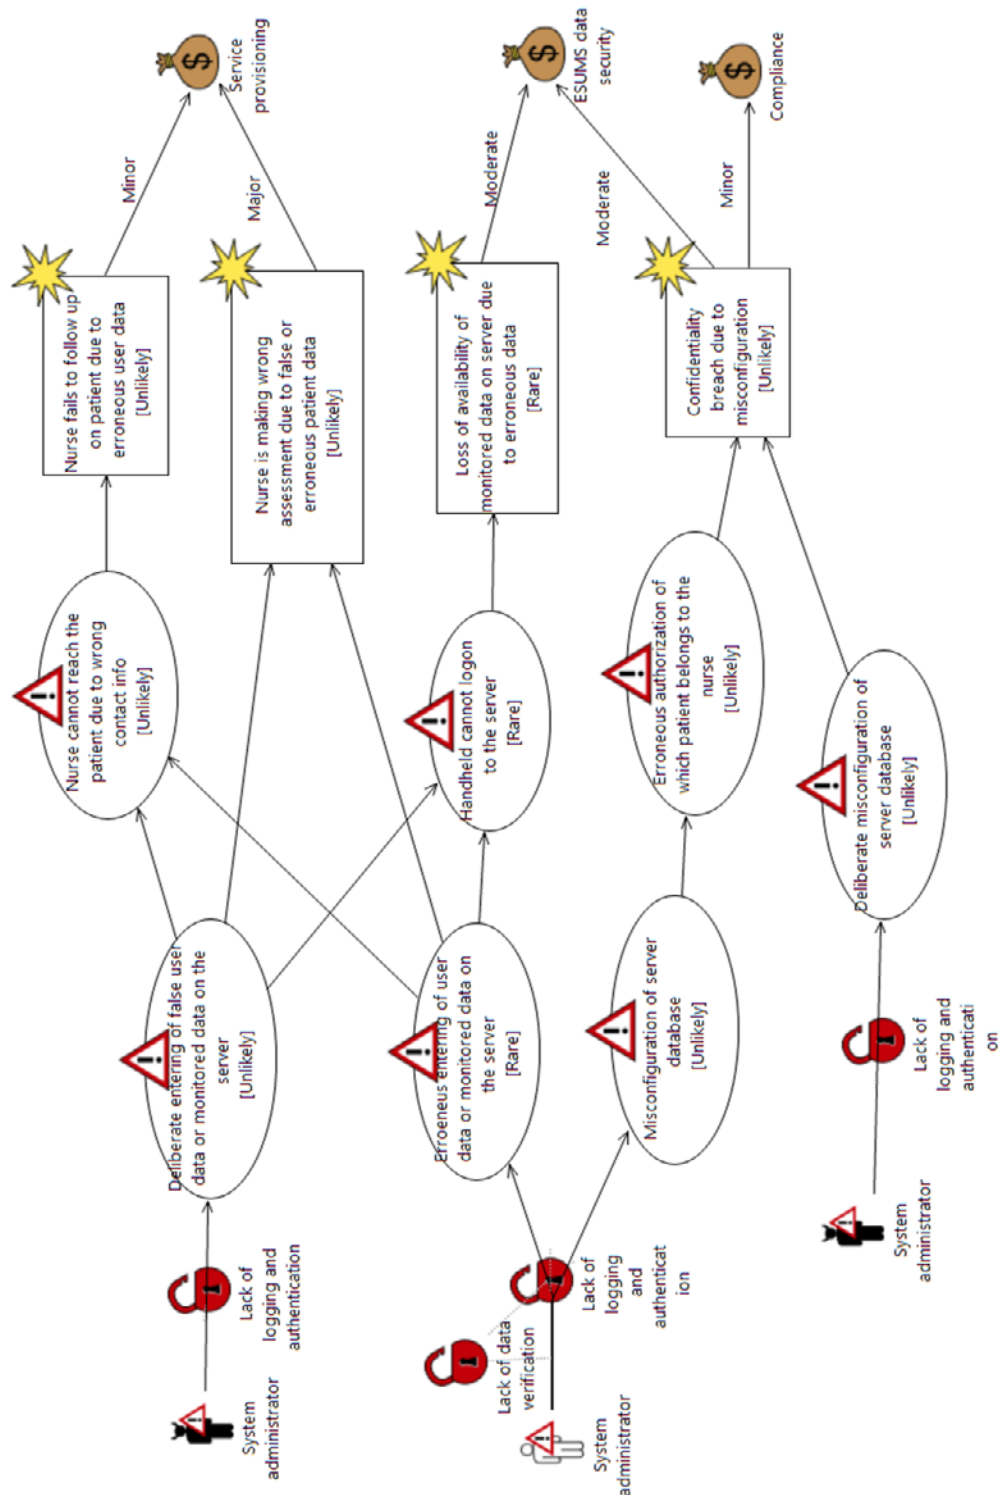 System
administrator
Lack of
logging and
authentication
Deliberate entering of false user
data or monitored data on the
server
[Unlikely]
Nurse cannot reach the
patient due to wrong
contact info
[Unlikely]
Nurse fails to follow up
on patient due to
erroneous user data
[Unlikely]
Minor
Service
provisioning
Nurse is making wrong
assessment due to false or
erroneous patient data
[Unlikely]
Major
System
administrator
Lack of data
verification
Lack of
logging
and
authenticat
ion
Erroeneus entering of user
data or monitored data on
the server
[Rare]
Handheld cannot logon
to the server
[Rare]
Loss of availability of
monitored data on server due
to erroneous data
[Rare]
Moderate
ESUMS data
security
Misconfiguration of server
database
[Unlikely]
Erroneous authorization of
which patient belongs to the
nurse
[Unlikely]
Confidentiality
breach due to
misconfiguration
[Unlikely]
Moderate
Minor
Compliance
System
administrator
Lack of
logging and
authenticati
on
Deliberate misconfiguration of
server database
[Unlikely]